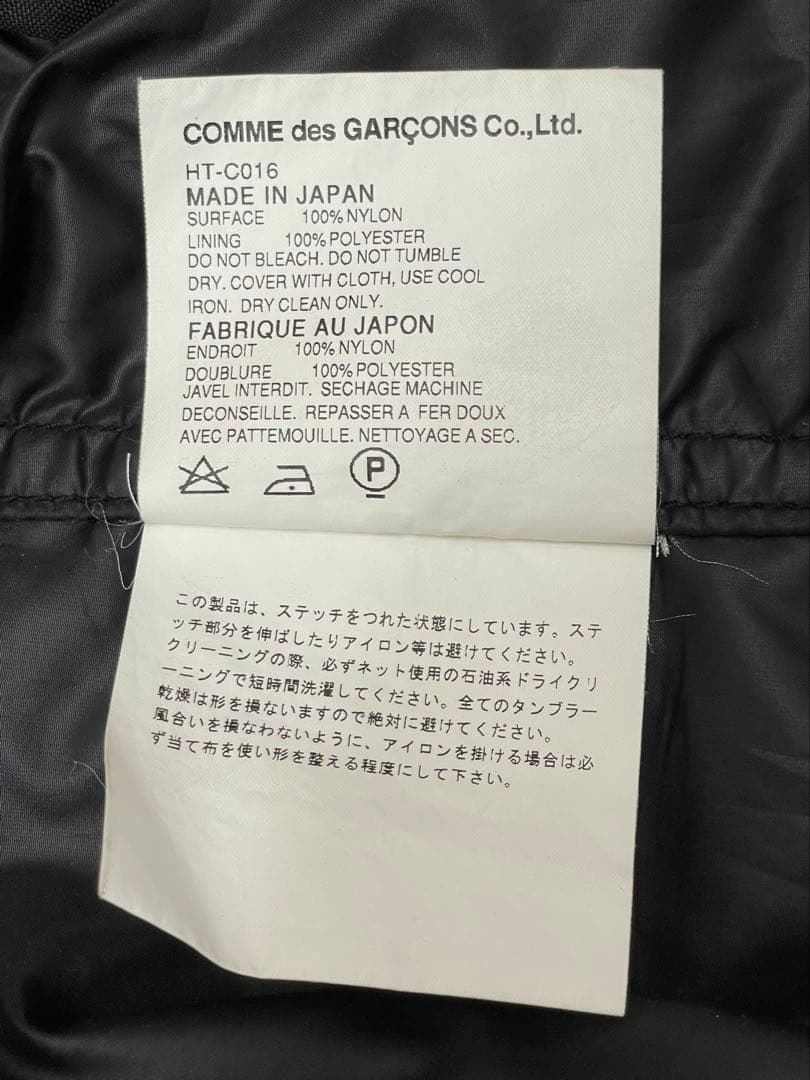 COMME des GARÇONS Co.,Ltd.
HT-C016
MADE IN JAPAN
SURFACE 100% NYLON
LINING 100% POLYESTER
DO NOT BLEACH. DO NOT TUMBLE
DRY. COVER WITH CLOTH, USE COOL
IRON. DRY CLEAN ONLY.
FABRIQUE AU JAPON
ENDROIT 100% NYLON
DOUBLURE 100% POLYESTER
JAVEL INTERDIT. SECHAGE MACHINE
DECONSEILLE. REPASSER A FER DOUX
AVEC PATTEMOUILLE. NETTOYAGE A SEC.
P
この製品は、ステッチをつれた状態にしています。ステ
ッチ部分を伸ばしたりアイロン等は避けてください。
クリーニングの際、必ずネット使用の石油系ドライクリ
ーニングで短時間洗濯してください。全てのタンブラー
乾燥は形を損ないますので絶対に避けてください。
風合いを損なわないように、アイロンを掛ける場合は必
ず当て布を使い形を整える程度にして下さい。